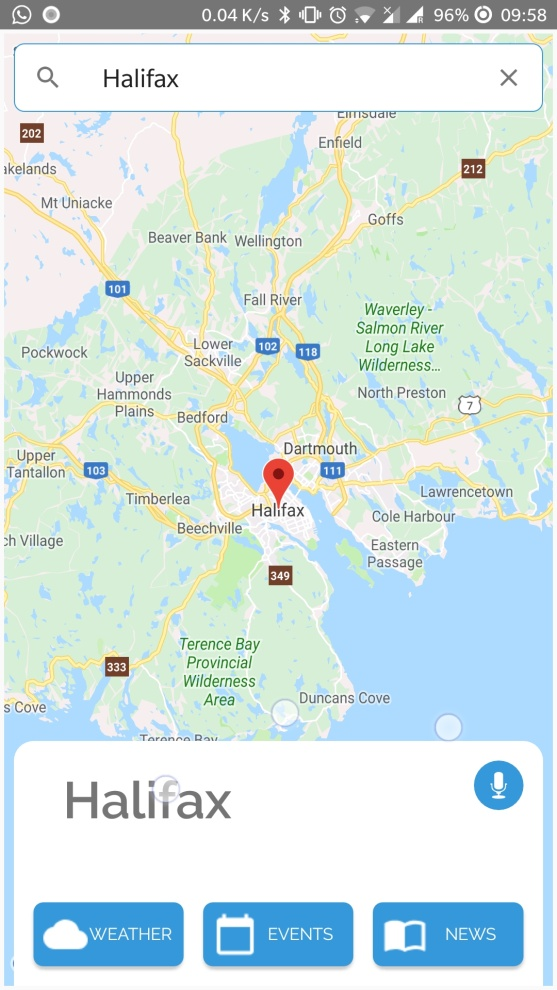 0.04 K/s 96% 09:58
Halifax
Elmsdale
202
Enfield
212
akelands
Mt Uniacke
Goffs
Beaver Bank
Wellington
101
Fall River
Waverley -
Salmon River
Long Lake
Wilderness...
102
118
Lower
Sackville
Pockwock
Upper
Hammonds
Plains
North Preston
7
Bedford
Dartmouth
Upper
Tantallon
103
111
Timberlea
Lawrencetown
Halifax
Cole Harbour
Beechville
ch Village
Eastern
Passage
349
Terence Bay
Provincial
Wilderness
Area
333
Duncans Cove
s Cove
Terence Bay
Halifax
WEATHER
EVENTS
NEWS